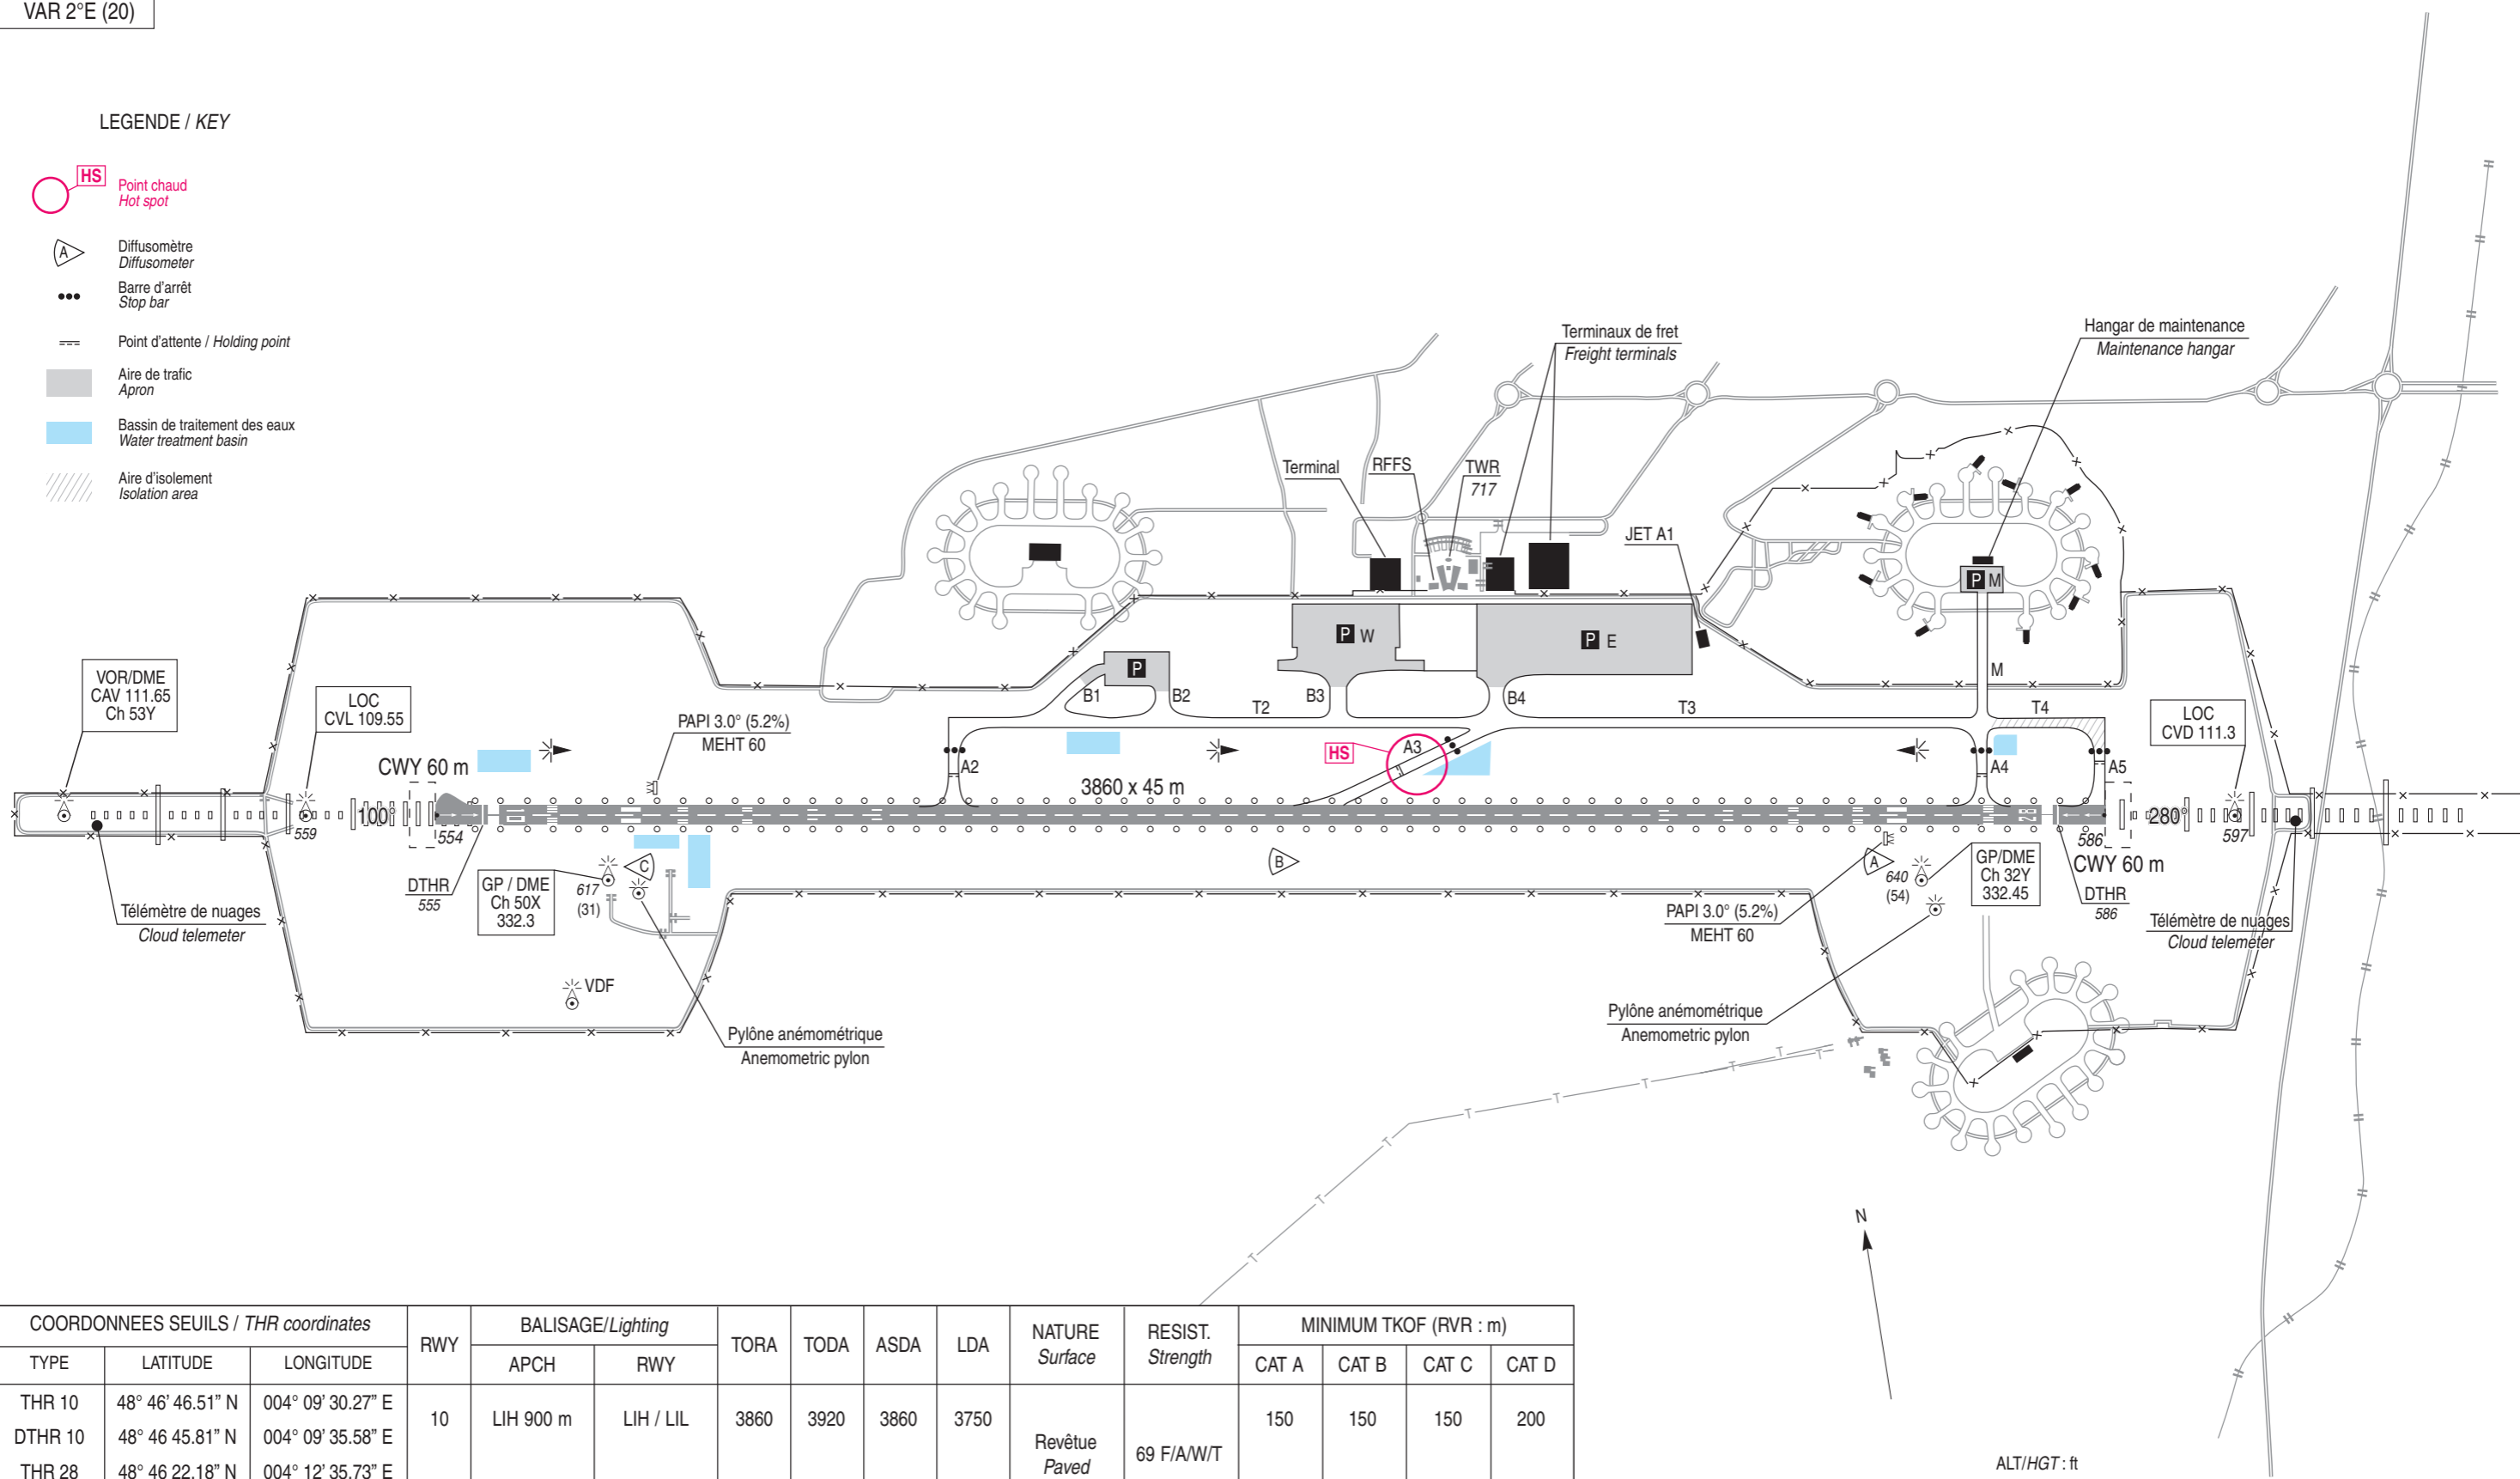 VAR 2°E (20)
LEGENDE / KEY
HS
Point chaud
Hot spot
A
Diffusomètre
Diffusometer
Barre d'arrêt
Stop bar
Point d'attente / Holding point
Aire de trafic
Apron
Bassin de traitement des eaux
Water treatment basin
Aire d'isolement
Isolation area
Terminaux de fret
Freight terminals
Hangar de maintenance
Maintenance hangar
Terminal
RFFS
TWR
717
JET A1
P M
P W
P E
P
M
B1
B2
B3
B4
T2
T3
T4
VOR/DME
CAV 111.65
Ch 53Y
LOC
CVL 109.55
PAPI 3.0° (5.2%)
MEHT 60
LOC
CVD 111.3
HS
A3
A2
A4
A5
CWY 60 m
3860 x 45 m
100°
280°
559
554
586
597
28
CWY 60 m
DTHR
555
GP / DME
Ch 50X
332.3
617
(31)
C
B
A
640
(54)
GP/DME
Ch 32Y
332.45
DTHR
586
Télémètre de nuages
Cloud telemeter
PAPI 3.0° (5.2%)
MEHT 60
Télémètre de nuages
Cloud telemeter
VDF
Pylône anémométrique
Anemometric pylon
Pylône anémométrique
Anemometric pylon
T T T T T T T T T
N
COORDONNEES SEUILS / THR coordinates
RWY
BALISAGE/Lighting
TORA
TODA
ASDA
LDA
NATURE
Surface
RESIST.
Strength
MINIMUM TKOF (RVR : m)
TYPE
LATITUDE
LONGITUDE
APCH
RWY
CAT A
CAT B
CAT C
CAT D
THR 10
48° 46' 46.51" N
004° 09' 30.27" E
10
LIH 900 m
LIH / LIL
3860
3920
3860
3750
150
150
150
200
DTHR 10
48° 46 45.81" N
004° 09' 35.58" E
Revêtue
Paved
69 F/A/W/T
THR 28
48° 46 22.18" N
004° 12' 35.73" E
ALT/HGT : ft